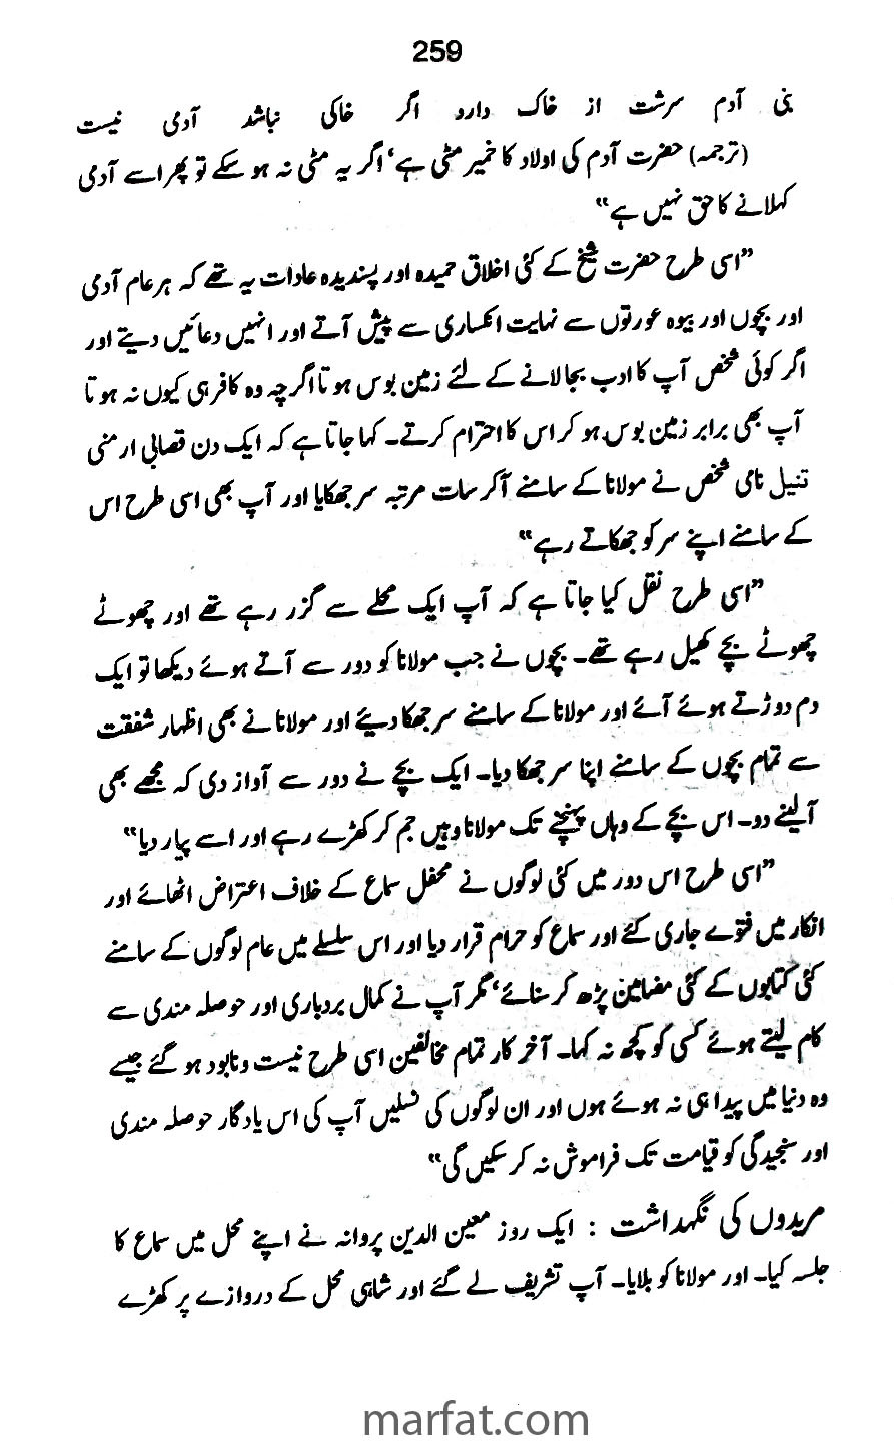 259
بنی آدم سرشت از خاک دارد اگر خاکی نباشد آدمی نیست
(ترجمہ) حضرت آدم کی اولاد کا خمیر مٹی ہے، اگر یہ مٹی نہ ہو سکے تو پھر اسے آدمی
کہلانے کا حق نہیں ہے“
”اسی طرح حضرت شیخ کے کئی اخلاق حمیدہ اور پسندیدہ عادات یہ تھے کہ ہر عام آدمی
اور بچوں اور بیوہ عورتوں سے نہایت انکساری سے پیش آتے اور انہیں دعائیں دیتے اور
اگر کوئی شخص آپ کا ادب بجا لانے کے لئے زمین بوس ہوتا اگرچہ وہ کافر ہی کیوں نہ ہوتا
آپ بھی برابر زمین بوس ہو کر اس کا احترام کرتے۔ کہا جاتا ہے کہ ایک دن قصابی ارمنی
تنیل نامی شخص نے مولانا کے سامنے آکر سات مرتبہ سر جھکایا اور آپ بھی اسی طرح اس
کے سامنے اپنے سر کو جھکاتے رہے“
”اسی طرح نقل کیا جاتا ہے کہ آپ ایک محلے سے گزر رہے تھے اور چھوٹے
چھوٹے بچے کھیل رہے تھے۔ بچوں نے جب مولانا کو دور سے آتے ہوئے دیکھا تو ایک
دم دوڑتے ہوئے آئے اور مولانا کے سامنے سر جھکا دیئے اور مولانا نے بھی اظہار شفقت
سے تمام بچوں کے سامنے اپنا سر جھکا دیا۔ ایک بچے نے دور سے آواز دی کہ مجھے بھی
آلینے دو۔ اس بچے کے وہاں پہنچنے تک مولانا وہیں جم کر کھڑے رہے اور اسے پیار دیا“
”اسی طرح اس دور میں کئی لوگوں نے محفل سماع کے خلاف اعتراض اٹھائے اور
انکار میں فتوے جاری کئے اور سماع کو حرام قرار دیا اور اس سلسلے میں عام لوگوں کے سامنے
کئی کتابوں کے کئی مضامین پڑھ کر سنائے، مگر آپ نے کمال بردباری اور حوصلہ مندی سے
کام لیتے ہوئے کسی کو کچھ نہ کہا۔ آخر کار تمام مخالفین اسی طرح نیست و نابود ہو گئے جیسے
وہ دنیا میں پیدا ہی نہ ہوئے ہوں اور ان لوگوں کی نسلیں آپ کی اس یادگار حوصلہ مندی
اور سنجیدگی کو قیامت تک فراموش نہ کر سکیں گی“
مریدوں کی نگہداشت : ایک روز معین الدین پروانہ نے اپنے محل میں سماع کا
جلسہ کیا۔ اور مولانا کو بلایا۔ آپ تشریف لے گئے اور شاہی محل کے دروازے پر کھڑے
marfat.com